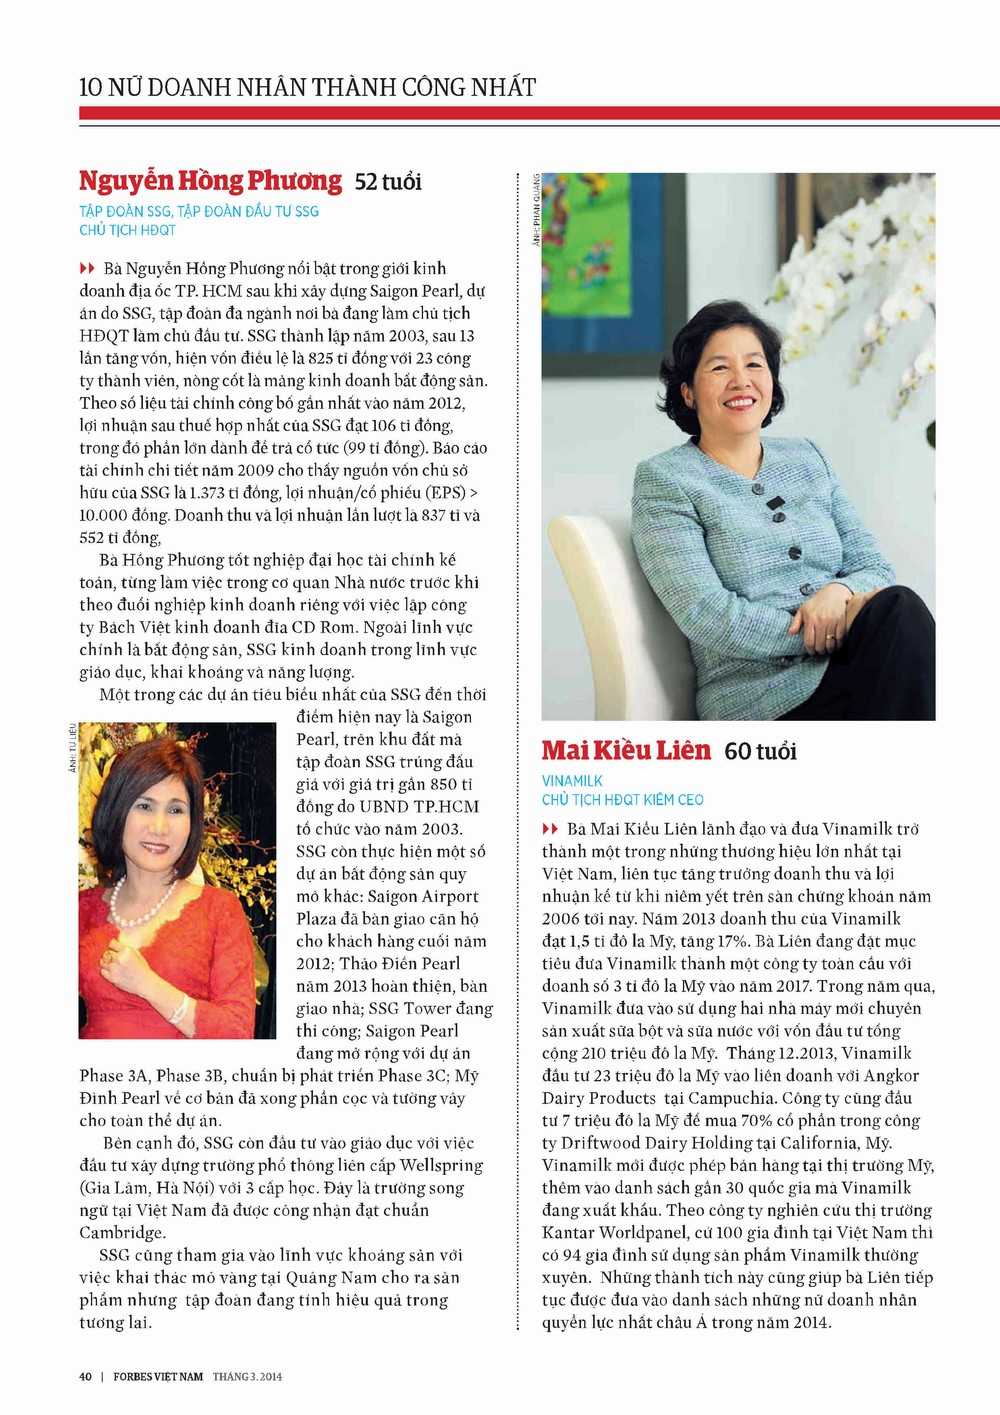 10 NỮ DOANH NHÂN THÀNH CÔNG NHẤT
Nguyễn Hồng Phương 52 tuổi
TẬP ĐOÀN SSG, TẬP ĐOÀN ĐẦU TƯ SSG
CHỦ TỊCH HĐQT
Bà Nguyễn Hồng Phương nổi bật trong giới kinh
doanh địa ốc TP. HCM sau khi xây dựng Saigon Pearl, dự
án do SSG, tập đoàn đa ngành nơi bà đang làm chủ tịch
HĐQT làm chủ đầu tư. SSG thành lập năm 2003, sau 13
lần tăng vốn, hiện vốn điều lệ là 825 tỉ đồng với 23 công
ty thành viên, nòng cốt là mảng kinh doanh bất động sản.
Theo số liệu tài chính công bố gần nhất vào năm 2012,
lợi nhuận sau thuế hợp nhất của SSG đạt 106 tỉ đồng,
trong đó phần lớn dành để trả cổ tức (99 tỉ đồng). Báo cáo
tài chính chi tiết năm 2009 cho thấy nguồn vốn chủ sở
hữu của SSG là 1.373 tỉ đồng, lợi nhuận/cổ phiếu (EPS) >
10.000 đồng. Doanh thu và lợi nhuận lần lượt là 837 tỉ và
552 tỉ đồng,
Bà Hồng Phương tốt nghiệp đại học tài chính kế
toán, từng làm việc trong cơ quan Nhà nước trước khi
theo đuổi nghiệp kinh doanh riêng với việc lập công
ty Bách Việt kinh doanh đĩa CD Rom. Ngoài lĩnh vực
chính là bất động sản, SSG kinh doanh trong lĩnh vực
giáo dục, khai khoáng và năng lượng.
Một trong các dự án tiêu biểu nhất của SSG đến thời
điểm hiện nay là Saigon
Pearl, trên khu đất mà
tập đoàn SSG trúng đấu
giá với giá trị gần 850 tỉ
đồng do UBND TP.HCM
tổ chức vào năm 2003.
SSG còn thực hiện một số
dự án bất động sản quy
mô khác: Saigon Airport
Plaza đã bàn giao căn hộ
cho khách hàng cuối năm
2012; Thảo Điền Pearl
năm 2013 hoàn thiện, bàn
giao nhà; SSG Tower đang
thi công; Saigon Pearl
đang mở rộng với dự án
Phase 3A, Phase 3B, chuẩn bị phát triển Phase 3C; Mỹ
Đình Pearl về cơ bản đã xong phần cọc và tường vây
cho toàn thể dự án.
Bên cạnh đó, SSG còn đầu tư vào giáo dục với việc
đầu tư xây dựng trường phổ thông liên cấp Wellspring
(Gia Lâm, Hà Nội) với 3 cấp học. Đây là trường song
ngữ tại Việt Nam đã được công nhận đạt chuẩn
Cambridge.
SSG cũng tham gia vào lĩnh vực khoáng sản với
việc khai thác mỏ vàng tại Quảng Nam cho ra sản
phẩm nhưng tập đoàn đang tính hiệu quả trong
tương lai.
ẢNH: TƯ LIỆU
ẢNH: PHAN QUANG
Mai Kiều Liên 60 tuổi
VINAMILK
CHỦ TỊCH HĐQT KIÊM CEO
Bà Mai Kiều Liên lãnh đạo và đưa Vinamilk trở
thành một trong những thương hiệu lớn nhất tại
Việt Nam, liên tục tăng trưởng doanh thu và lợi
nhuận kể từ khi niêm yết trên sàn chứng khoán năm
2006 tới nay. Năm 2013 doanh thu của Vinamilk
đạt 1,5 tỉ đô la Mỹ, tăng 17%. Bà Liên đang đặt mục
tiêu đưa Vinamilk thành một công ty toàn cầu với
doanh số 3 tỉ đô la Mỹ vào năm 2017. Trong năm qua,
Vinamilk đưa vào sử dụng hai nhà máy mới chuyên
sản xuất sữa bột và sữa nước với vốn đầu tư tổng
cộng 210 triệu đô la Mỹ. Tháng 12.2013, Vinamilk
đầu tư 23 triệu đô la Mỹ vào liên doanh với Angkor
Dairy Products tại Campuchia. Công ty cũng đầu
tư 7 triệu đô la Mỹ để mua 70% cổ phần trong công
ty Driftwood Dairy Holding tại California, Mỹ.
Vinamilk mới được phép bán hàng tại thị trường Mỹ,
thêm vào danh sách gần 30 quốc gia mà Vinamilk
đang xuất khẩu. Theo công ty nghiên cứu thị trường
Kantar Worldpanel, cứ 100 gia đình tại Việt Nam thì
có 94 gia đình sử dụng sản phẩm Vinamilk thường
xuyên. Những thành tích này cũng giúp bà Liên tiếp
tục được đưa vào danh sách những nữ doanh nhân
quyền lực nhất châu Á trong năm 2014.
40 | FORBES VIỆT NAM THÁNG 3. 2014